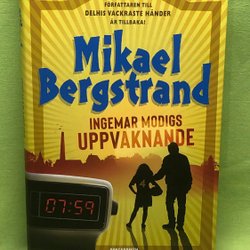 FÖRFATTAREN TILL
DELHIS VACKRASTE HÄNDER
ÄR TILLBAKA!
Mikael
Bergstrand
INGEMAR MODIGS
UPPVAKNANDE
07:59